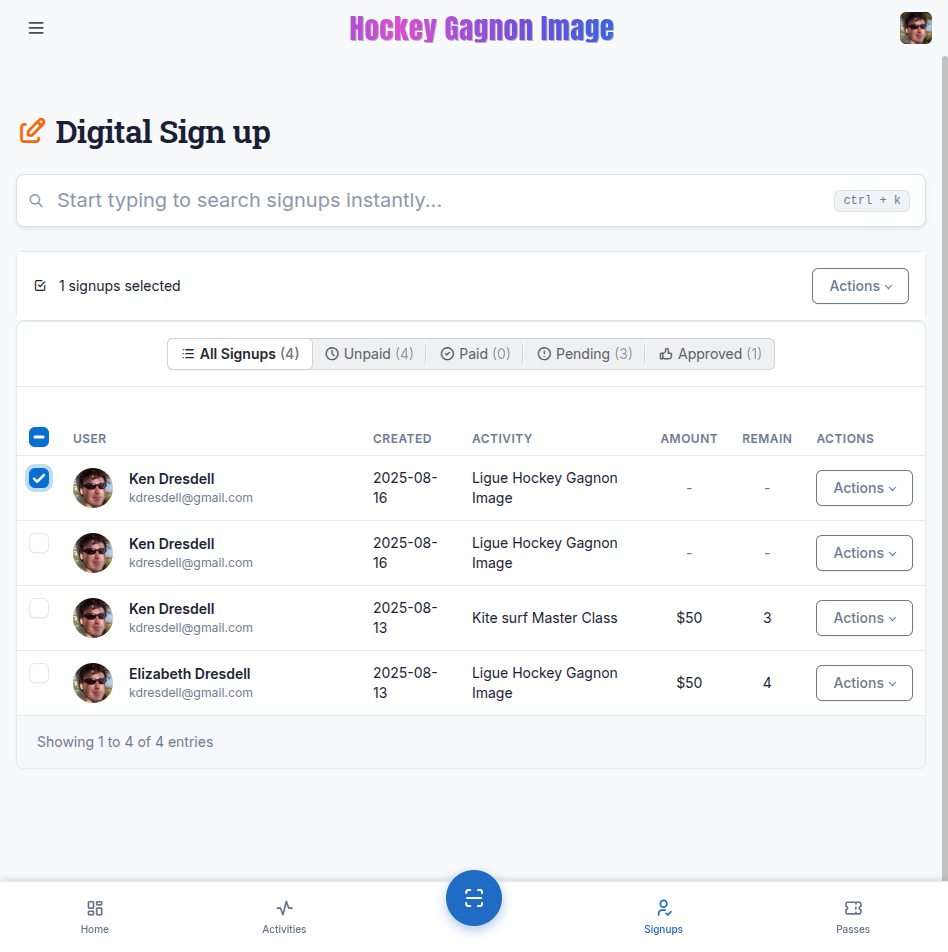 Hockey Gagnon Image
Digital Sign up
Start typing to search signups instantly...
ctrl + k
1 signups selected
Actions
All Signups (4)
Unpaid (4)
Paid (0)
Pending (3)
Approved (1)
USER CREATED ACTIVITY AMOUNT REMAIN ACTIONS
Ken Dresdell
kdresdell@gmail.com
2025-08-
16
Ligue Hockey Gagnon
Image
-
-
Actions
Ken Dresdell
kdresdell@gmail.com
2025-08-
16
Ligue Hockey Gagnon
Image
-
-
Actions
Ken Dresdell
kdresdell@gmail.com
2025-08-
13
Kite surf Master Class
$50
3
Actions
Elizabeth Dresdell
kdresdell@gmail.com
2025-08-
13
Ligue Hockey Gagnon
Image
$50
4
Actions
Showing 1 to 4 of 4 entries
Home
Activities
Signups
Passes